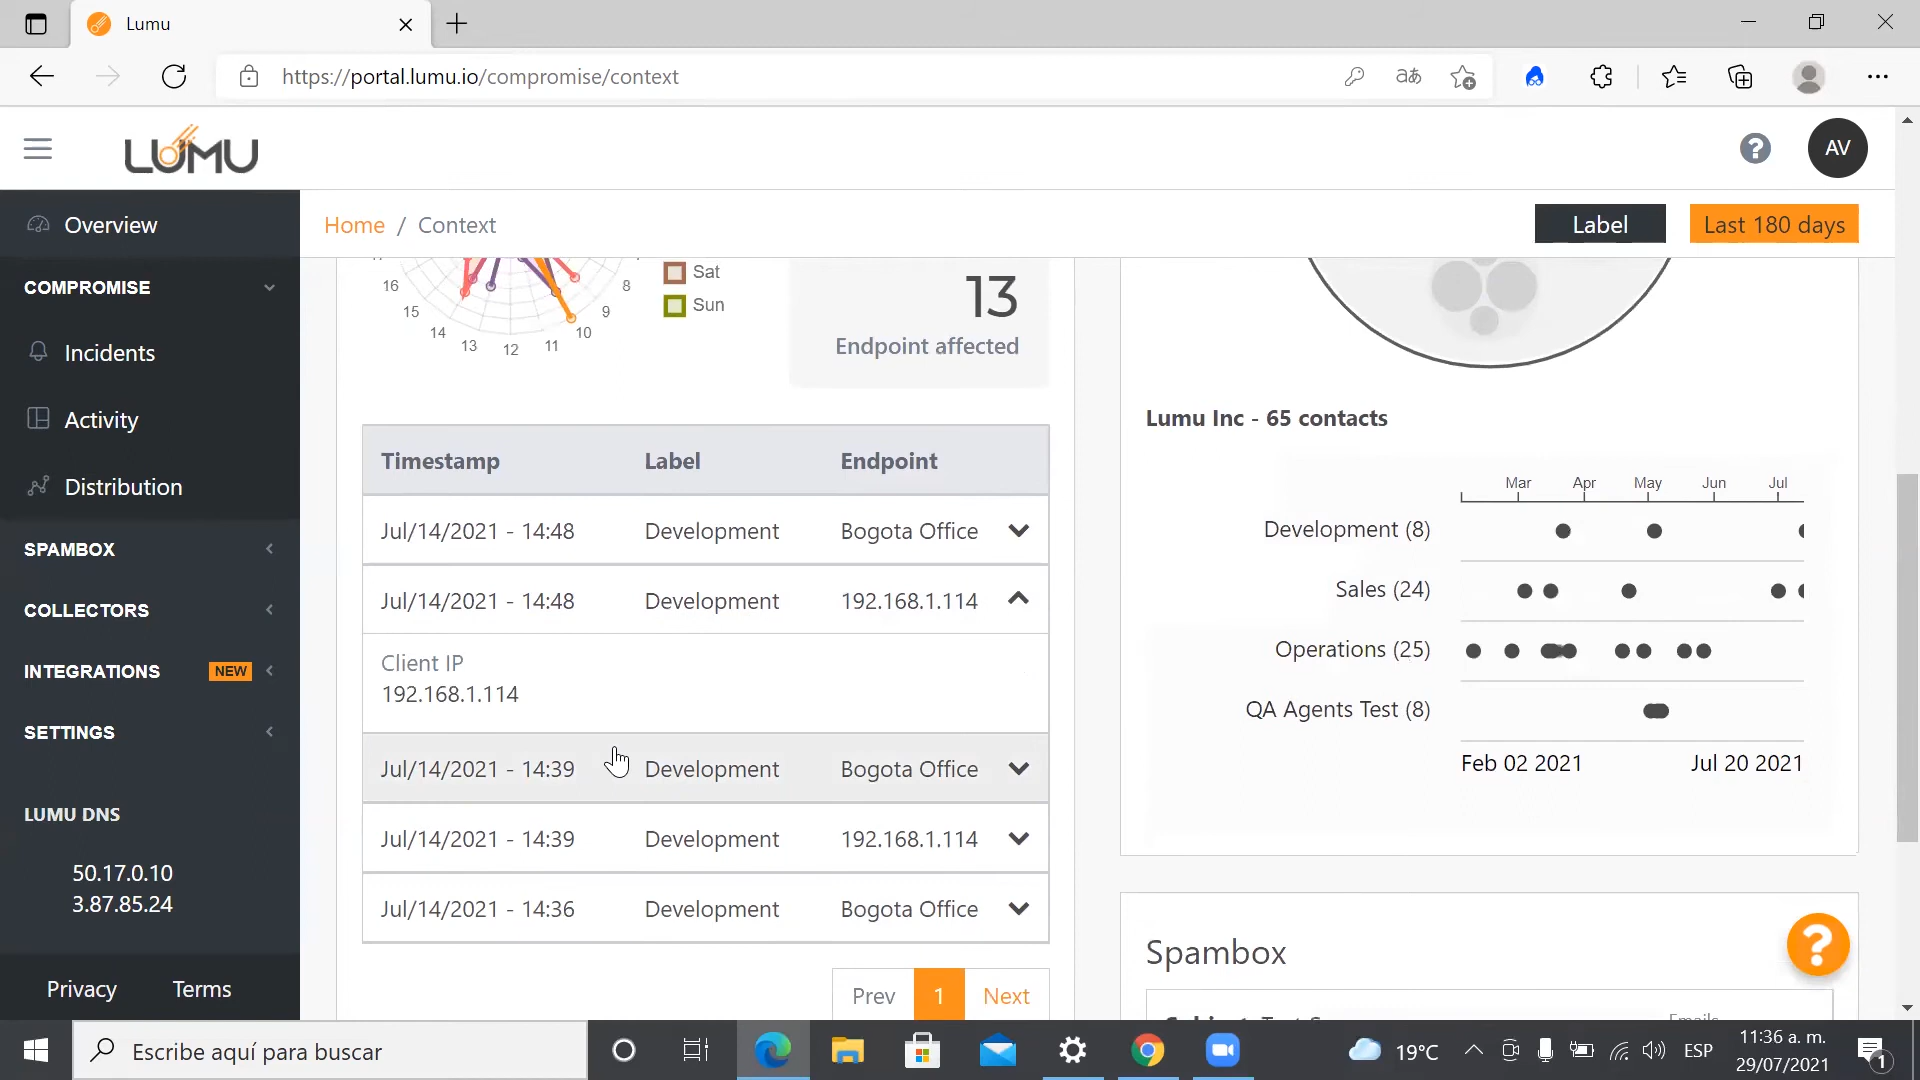 Lumu
https://portal.lumu.io/compromise/context
LUMU
AV
Overview
COMPROMISE
Incidents
Activity
Distribution
SPAMBOX
COLLECTORS
INTEGRATIONS NEW
SETTINGS
LUMU DNS
50.17.0.10
3.87.85.24
Privacy Terms
Home / Context
Label
Last 180 days
16
15
14
13
12
11
10
9
8
Sat
Sun
13
Endpoint affected
Timestamp Label Endpoint
Jul/14/2021 - 14:48 Development Bogota Office
Jul/14/2021 - 14:48 Development 192.168.1.114
Client IP
192.168.1.114
Jul/14/2021 - 14:39 Development Bogota Office
Jul/14/2021 - 14:39 Development 192.168.1.114
Jul/14/2021 - 14:36 Development Bogota Office
Prev 1 Next
Lumu Inc - 65 contacts
Mar Apr May Jun Jul
Development (8)
Sales (24)
Operations (25)
QA Agents Test (8)
Feb 02 2021 Jul 20 2021
Spambox
Escribe aquí para buscar
19°C
ESP
11:36 a. m.
29/07/2021
1